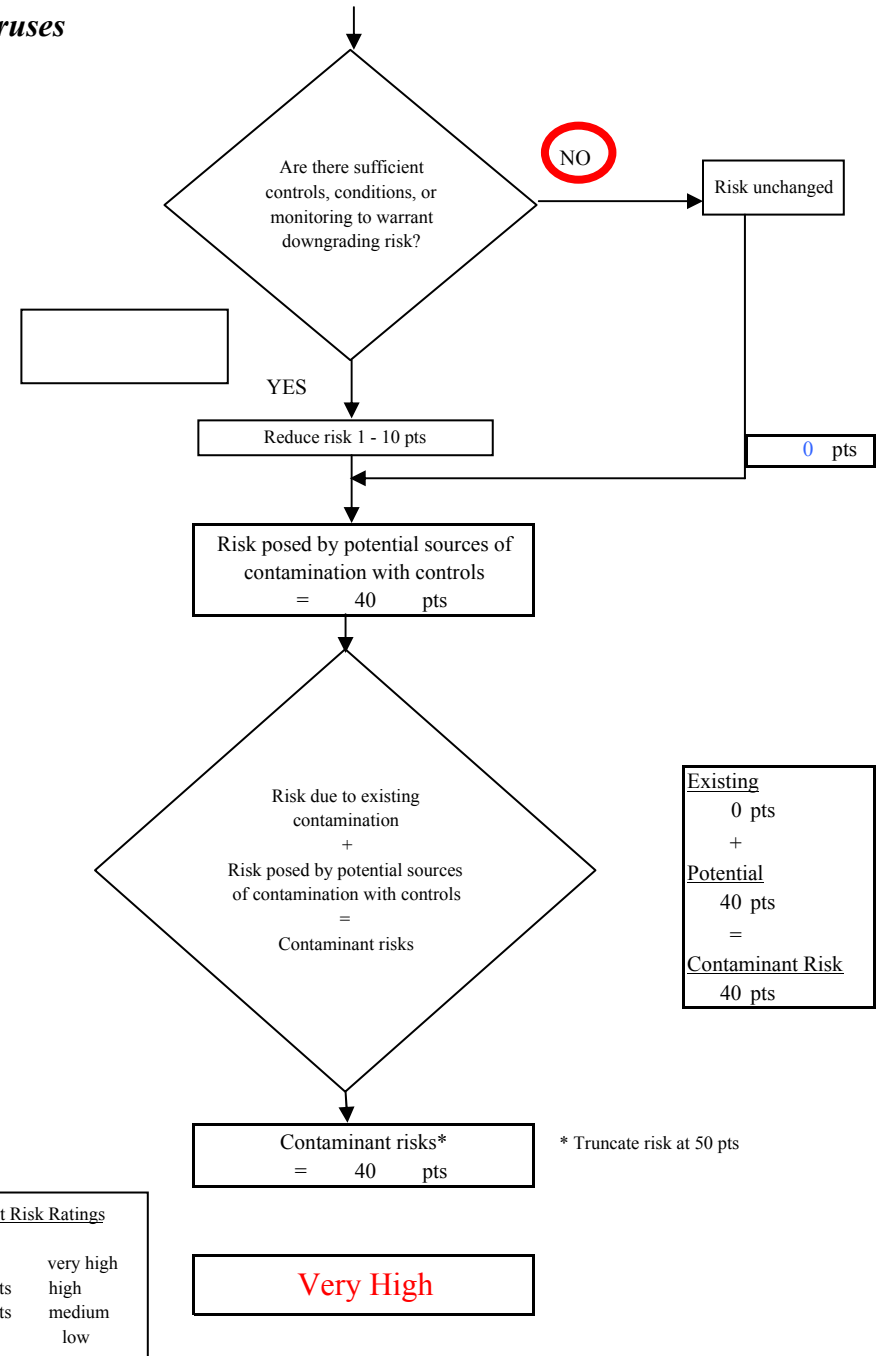 Are there sufficient
controls, conditions, or
monitoring to warrant
downgrading risk?
NO
Risk unchanged
YES
Reduce risk 1 - 10 pts
0 pts
Risk posed by potential sources of
contamination with controls
= 40 pts
Risk due to existing
contamination
+
Risk posed by potential sources
of contamination with controls
=
Contaminant risks
Existing
0 pts
+
Potential
40 pts
=
Contaminant Risk
40 pts
Contaminant risks*
= 40 pts
* Truncate risk at 50 pts
Risk Ratings
very high
high
medium
low
Very High